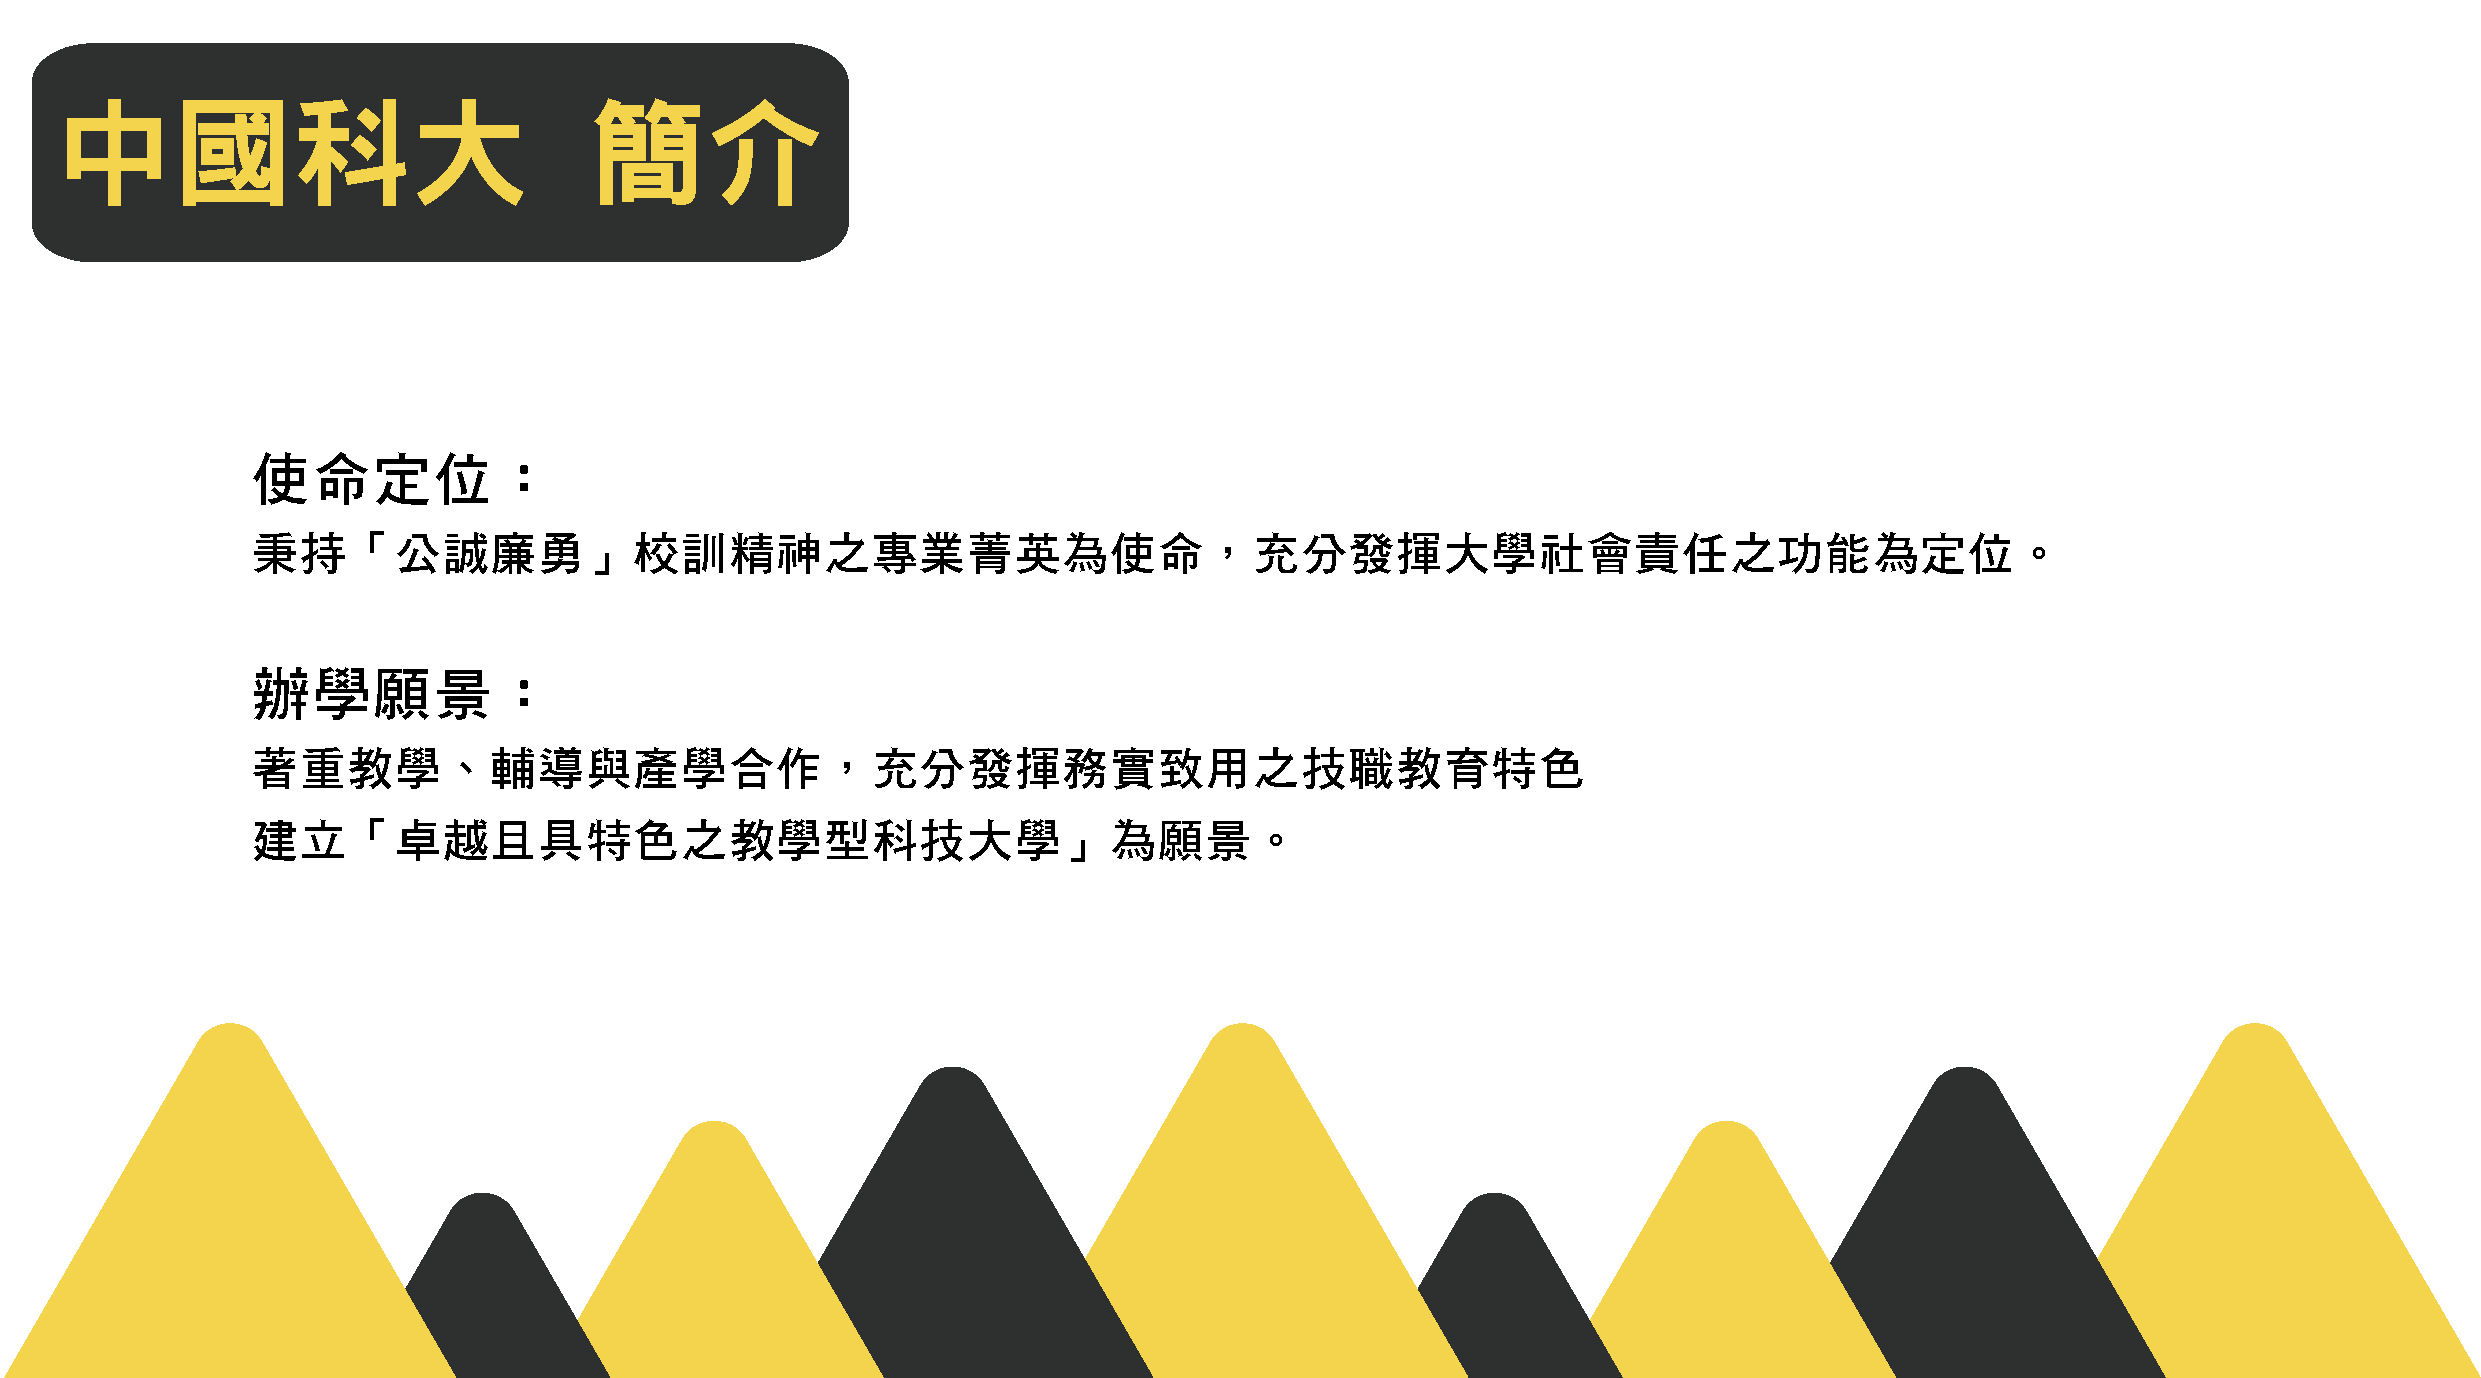 中國科大 簡介
使命定位：
秉持「公誠廉勇」校訓精神之專業菁英為使命，充分發揮大學社會責任之功能為定位。
辦學願景：
著重教學、輔導與產學合作，充分發揮務實致用之技職教育特色
建立「卓越且具特色之教學型科技大學」為願景。